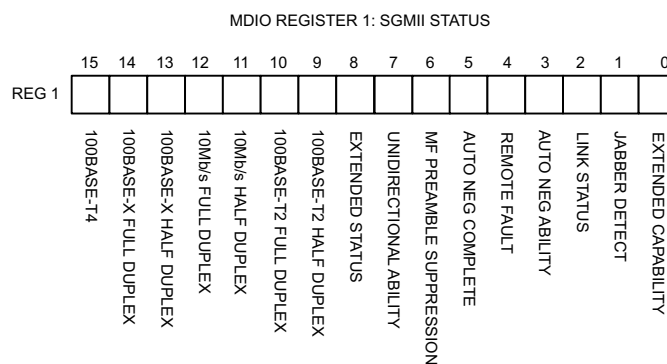 MDIO REGISTER 1: SGMII STATUS
15 14 13 12 11 10 9 8 7 6 5 4 3 2 1 0
REG 1
100BASE-T4
100BASE-X FULL DUPLEX
100BASE-X HALF DUPLEX
10Mb/s FULL DUPLEX
10Mb/s HALF DUPLEX
100BASE-T2 FULL DUPLEX
100BASE-T2 HALF DUPLEX
EXTENDED STATUS
UNIDIRECTIONAL ABILITY
MF PREAMBLE SUPPRESSION
AUTO NEG COMPLETE
REMOTE FAULT
AUTO NEG ABILITY
LINK STATUS
JABBER DETECT
EXTENDED CAPABILITY